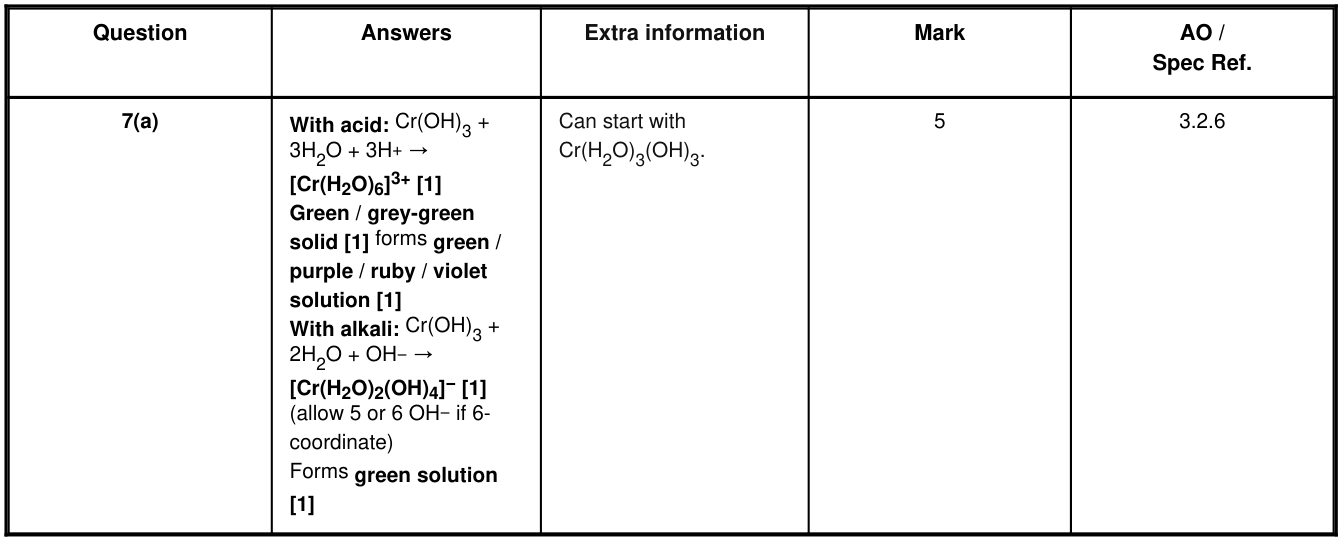 Question Answers Extra information Mark AO /
Spec Ref.
7(a)
With acid: Cr(OH)₃ +
3H₂O + 3H+ →
[Cr(H₂O)₆]³⁺ [1]
Green / grey-green
solid [1] forms green /
purple / ruby / violet
solution [1]
With alkali: Cr(OH)₃ +
2H₂O + OH− →
[Cr(H₂O)₂(OH)₄]⁻ [1]
(allow 5 or 6 OH− if 6-
coordinate)
Forms green solution
[1]
Can start with
Cr(H₂O)₃(OH)₃.
5
3.2.6